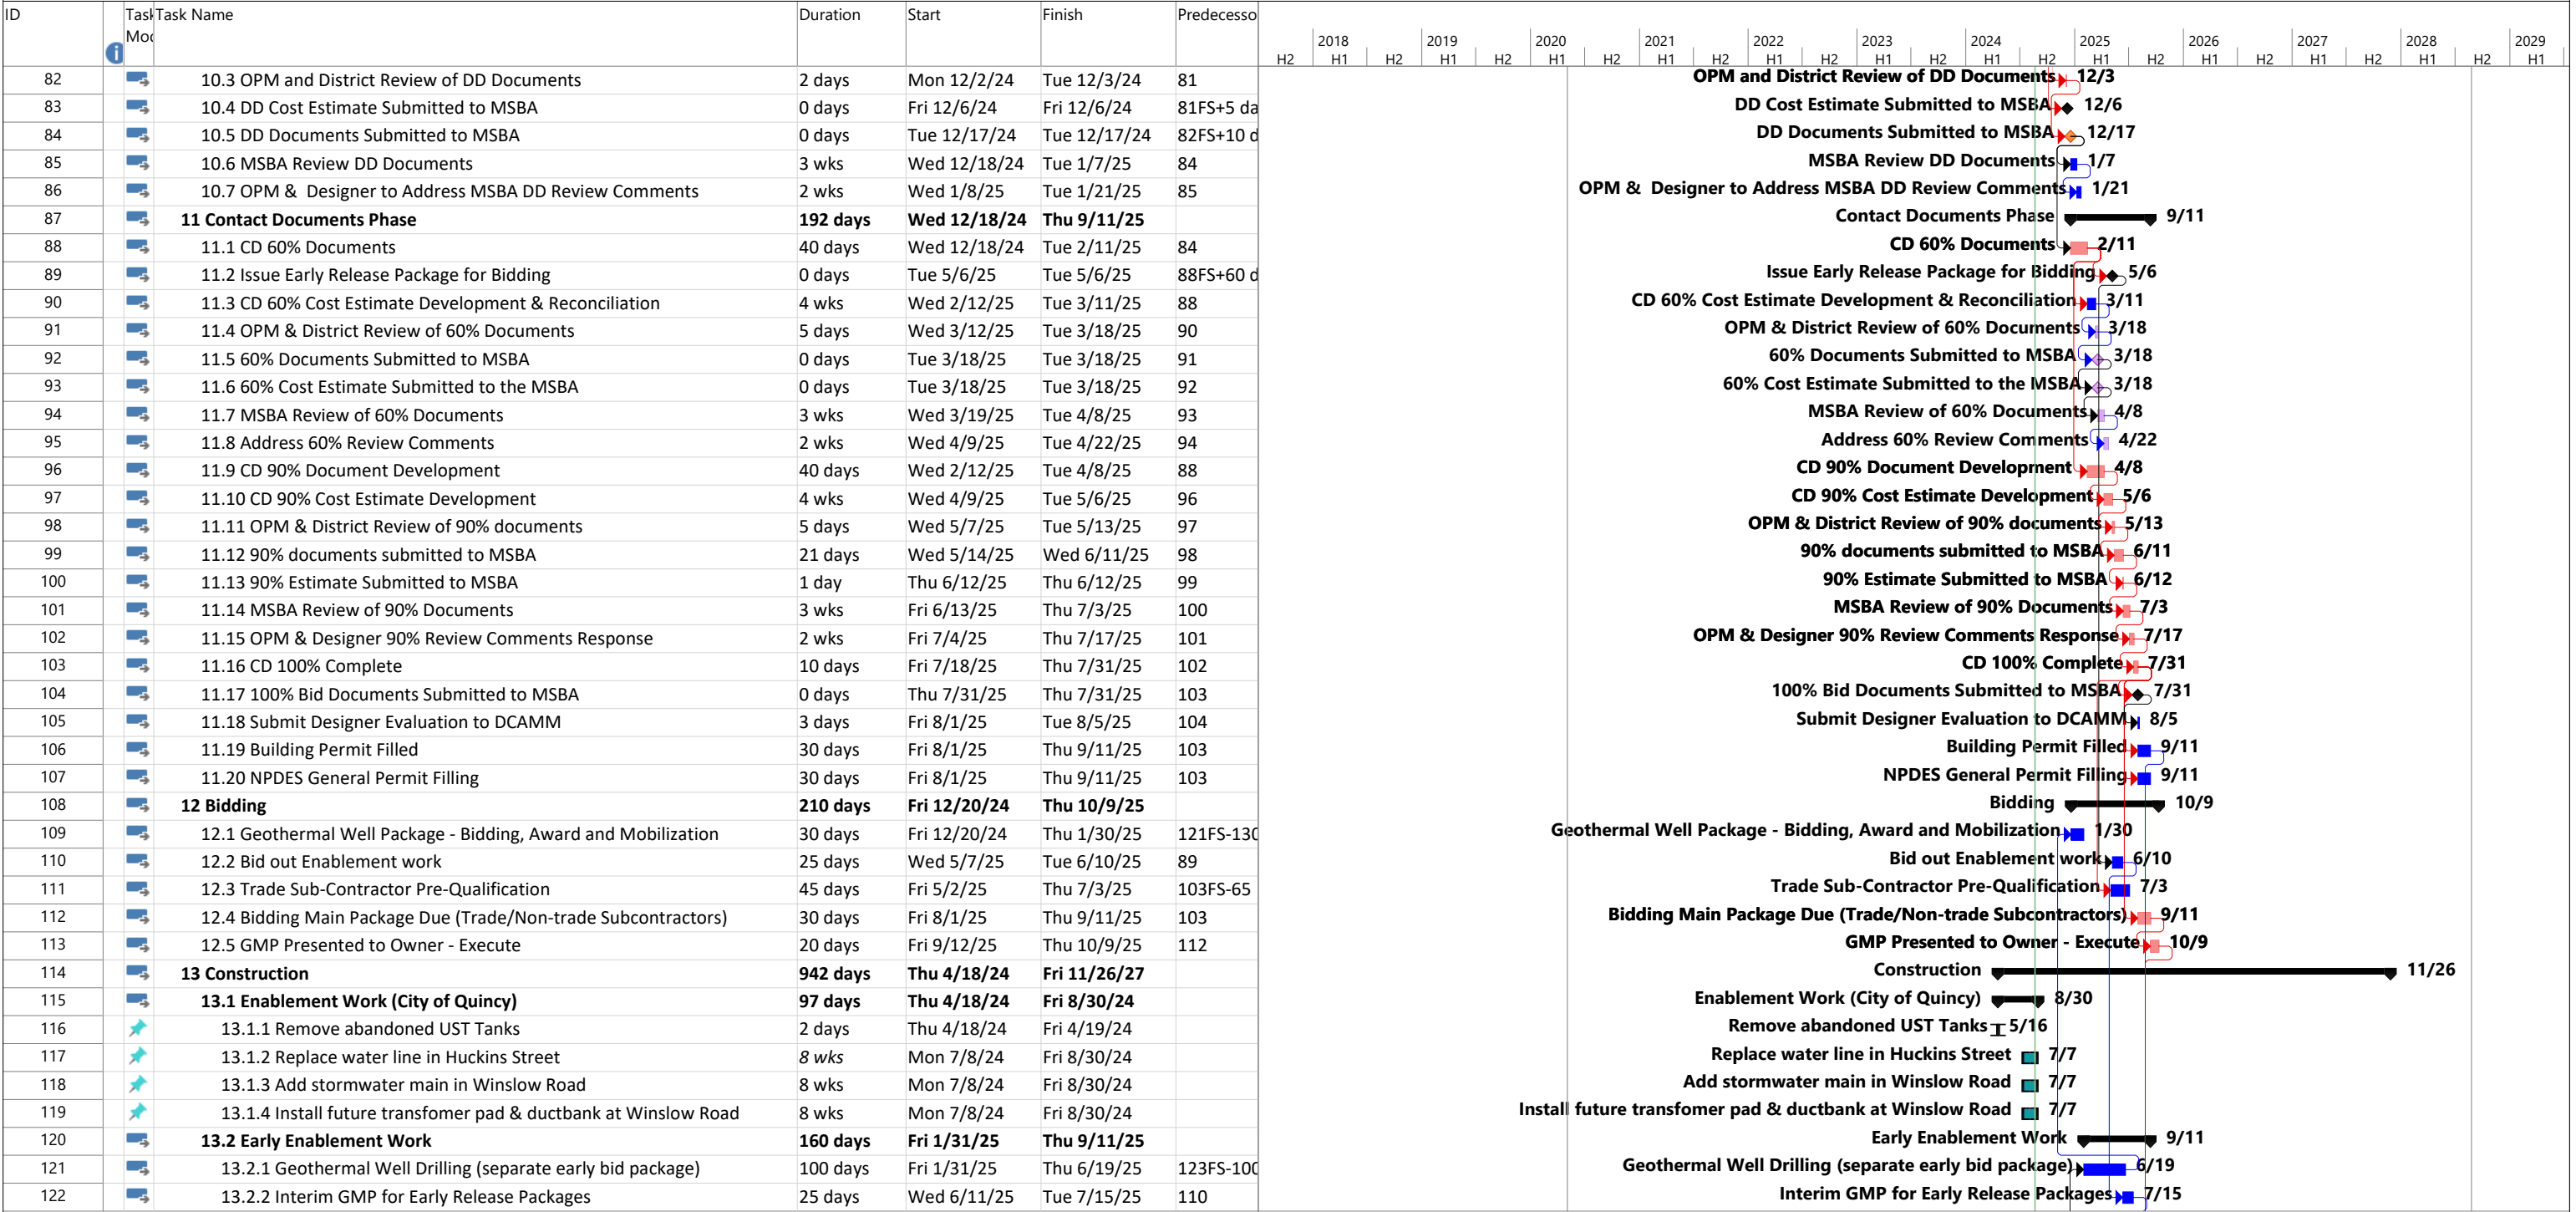 ID Task Mod Task Name Duration Start Finish Predecesso
2018 2019 2020 2021 2022 2023 2024 2025 2026 2027 2028 2029
H2 H1 H2 H1 H2 H1 H2 H1 H2 H1 H2 H1 H2 H1 H2 H1 H2 H1 H2 H1 H2 H1 H2 H1
82 10.3 OPM and District Review of DD Documents 2 days Mon 12/2/24 Tue 12/3/24 81 OPM and District Review of DD Documents 12/3
83 10.4 DD Cost Estimate Submitted to MSBA 0 days Fri 12/6/24 Fri 12/6/24 81FS+5 da DD Cost Estimate Submitted to MSBA 12/6
84 10.5 DD Documents Submitted to MSBA 0 days Tue 12/17/24 Tue 12/17/24 82FS+10 d DD Documents Submitted to MSBA 12/17
85 10.6 MSBA Review DD Documents 3 wks Wed 12/18/24 Tue 1/7/25 84 MSBA Review DD Documents 1/7
86 10.7 OPM & Designer to Address MSBA DD Review Comments 2 wks Wed 1/8/25 Tue 1/21/25 85 OPM & Designer to Address MSBA DD Review Comments 1/21
87 11 Contact Documents Phase 192 days Wed 12/18/24 Thu 9/11/25 Contact Documents Phase 9/11
88 11.1 CD 60% Documents 40 days Wed 12/18/24 Tue 2/11/25 84 CD 60% Documents 2/11
89 11.2 Issue Early Release Package for Bidding 0 days Tue 5/6/25 Tue 5/6/25 88FS+60 d Issue Early Release Package for Bidding 5/6
90 11.3 CD 60% Cost Estimate Development & Reconciliation 4 wks Wed 2/12/25 Tue 3/11/25 88 CD 60% Cost Estimate Development & Reconciliation 3/11
91 11.4 OPM & District Review of 60% Documents 5 days Wed 3/12/25 Tue 3/18/25 90 OPM & District Review of 60% Documents 3/18
92 11.5 60% Documents Submitted to MSBA 0 days Tue 3/18/25 Tue 3/18/25 91 60% Documents Submitted to MSBA 3/18
93 11.6 60% Cost Estimate Submitted to the MSBA 0 days Tue 3/18/25 Tue 3/18/25 92 60% Cost Estimate Submitted to the MSBA 3/18
94 11.7 MSBA Review of 60% Documents 3 wks Wed 3/19/25 Tue 4/8/25 93 MSBA Review of 60% Documents 4/8
95 11.8 Address 60% Review Comments 2 wks Wed 4/9/25 Tue 4/22/25 94 Address 60% Review Comments 4/22
96 11.9 CD 90% Document Development 40 days Wed 2/12/25 Tue 4/8/25 88 CD 90% Document Development 4/8
97 11.10 CD 90% Cost Estimate Development 4 wks Wed 4/9/25 Tue 5/6/25 96 CD 90% Cost Estimate Development 5/6
98 11.11 OPM & District Review of 90% documents 5 days Wed 5/7/25 Tue 5/13/25 97 OPM & District Review of 90% documents 5/13
99 11.12 90% documents submitted to MSBA 21 days Wed 5/14/25 Wed 6/11/25 98 90% documents submitted to MSBA 6/11
100 11.13 90% Estimate Submitted to MSBA 1 day Thu 6/12/25 Thu 6/12/25 99 90% Estimate Submitted to MSBA 6/12
101 11.14 MSBA Review of 90% Documents 3 wks Fri 6/13/25 Thu 7/3/25 100 MSBA Review of 90% Documents 7/3
102 11.15 OPM & Designer 90% Review Comments Response 2 wks Fri 7/4/25 Thu 7/17/25 101 OPM & Designer 90% Review Comments Response 7/17
103 11.16 CD 100% Complete 10 days Fri 7/18/25 Thu 7/31/25 102 CD 100% Complete 7/31
104 11.17 100% Bid Documents Submitted to MSBA 0 days Thu 7/31/25 Thu 7/31/25 103 100% Bid Documents Submitted to MSBA 7/31
105 11.18 Submit Designer Evaluation to DCAMM 3 days Fri 8/1/25 Tue 8/5/25 104 Submit Designer Evaluation to DCAMM 8/5
106 11.19 Building Permit Filled 30 days Fri 8/1/25 Thu 9/11/25 103 Building Permit Filled 9/11
107 11.20 NPDES General Permit Filling 30 days Fri 8/1/25 Thu 9/11/25 103 NPDES General Permit Filling 9/11
108 12 Bidding 210 days Fri 12/20/24 Thu 10/9/25 Bidding 10/9
109 12.1 Geothermal Well Package - Bidding, Award and Mobilization 30 days Fri 12/20/24 Thu 1/30/25 121FS-130 Geothermal Well Package - Bidding, Award and Mobilization 1/30
110 12.2 Bid out Enablement work 25 days Wed 5/7/25 Tue 6/10/25 89 Bid out Enablement work 6/10
111 12.3 Trade Sub-Contractor Pre-Qualification 45 days Fri 5/2/25 Thu 7/3/25 103FS-65 Trade Sub-Contractor Pre-Qualification 7/3
112 12.4 Bidding Main Package Due (Trade/Non-trade Subcontractors) 30 days Fri 8/1/25 Thu 9/11/25 103 Bidding Main Package Due (Trade/Non-trade Subcontractors) 9/11
113 12.5 GMP Presented to Owner - Execute 20 days Fri 9/12/25 Thu 10/9/25 112 GMP Presented to Owner - Execute 10/9
114 13 Construction 942 days Thu 4/18/24 Fri 11/26/27 Construction 11/26
115 13.1 Enablement Work (City of Quincy) 97 days Thu 4/18/24 Fri 8/30/24 Enablement Work (City of Quincy) 8/30
116 13.1.1 Remove abandoned UST Tanks 2 days Thu 4/18/24 Fri 4/19/24 Remove abandoned UST Tanks 5/16
117 13.1.2 Replace water line in Huckins Street 8 wks Mon 7/8/24 Fri 8/30/24 Replace water line in Huckins Street 7/7
118 13.1.3 Add stormwater main in Winslow Road 8 wks Mon 7/8/24 Fri 8/30/24 Add stormwater main in Winslow Road 7/7
119 13.1.4 Install future transfomer pad & ductbank at Winslow Road 8 wks Mon 7/8/24 Fri 8/30/24 Install future transfomer pad & ductbank at Winslow Road 7/7
120 13.2 Early Enablement Work 160 days Fri 1/31/25 Thu 9/11/25 Early Enablement Work 9/11
121 13.2.1 Geothermal Well Drilling (separate early bid package) 100 days Fri 1/31/25 Thu 6/19/25 123FS-100 Geothermal Well Drilling (separate early bid package) 6/19
122 13.2.2 Interim GMP for Early Release Packages 25 days Wed 6/11/25 Tue 7/15/25 110 Interim GMP for Early Release Packages 7/15